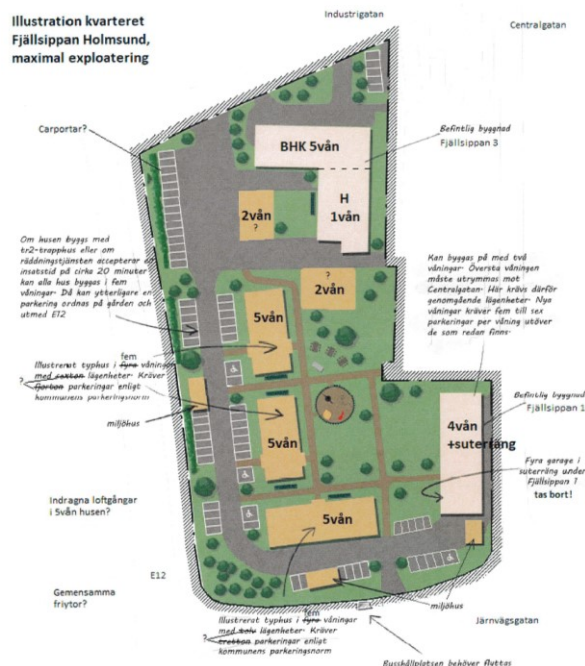 Illustration kvarteret
Fjällsippan Holmsund,
maximal exploatering
Industrigatan
Centralgatan
Carportar?
BHK 5vån
Befintlig byggnad
Fjällsippan 3
H
1vån
2vån
?
Om husen byggs med
tr2-trapphus eller om
räddningstjänsten accepterar en
insatstid på cirka 20 minuter
kan alla hus byggas i fem
våningar. Då kan ytterligare en
parkering ordnas på gården och
utmed E12
Kan byggas på med två
våningar. Översta våningen
måste utrymmas mot
Centralgatan. Här krävs därför
genomgående lägenheter. Nya
våningar kräver fem till sex
parkeringar per våning utöver
de som redan finns.
?
2vån
5vån
fem
Illustrerat typhus i fyra våningar
? med sexton lägenheter. Kräver
fjorton parkeringar enligt
kommunens parkeringsnorm
miljöhus
5vån
Befintlig byggnad
Fjällsippan 1
4vån
+suterräng
Fyra garage i
suterräng under
Fjällsippan 1
tas bort!
Indragna loftgångar
i 5vån husen?
5vån
E12
Gemensamma
friytor?
miljöhus
Järnvägsgatan
fem
Illustrerat typhus i fyra våningar
? med tolv lägenheter. Kräver
tretton parkeringar enligt
kommunens parkeringsnorm
Busshållplatsen behöver flyttas